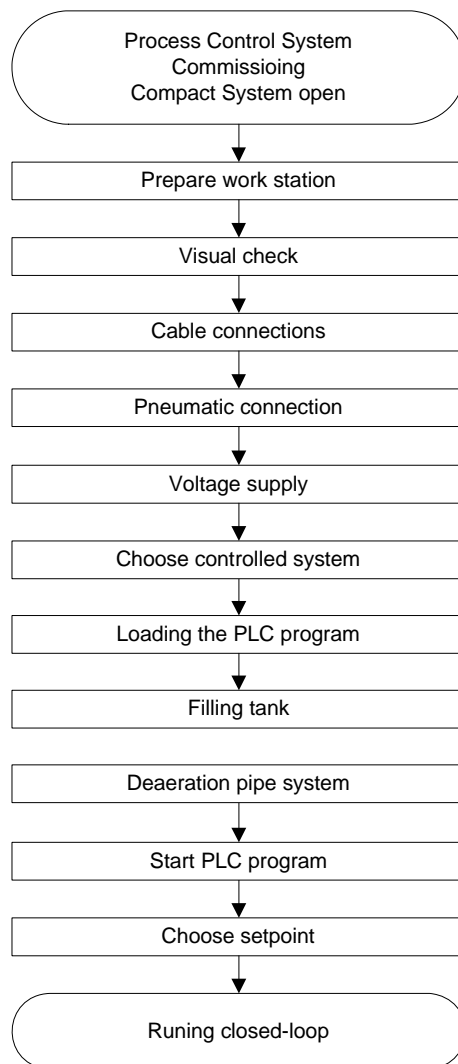 Process Control System
Commissioing
Compact System open
Prepare work station
Visual check
Cable connections
Pneumatic connection
Voltage supply
Choose controlled system
Loading the PLC program
Filling tank
Deaeration pipe system
Start PLC program
Choose setpoint
Runing closed-loop